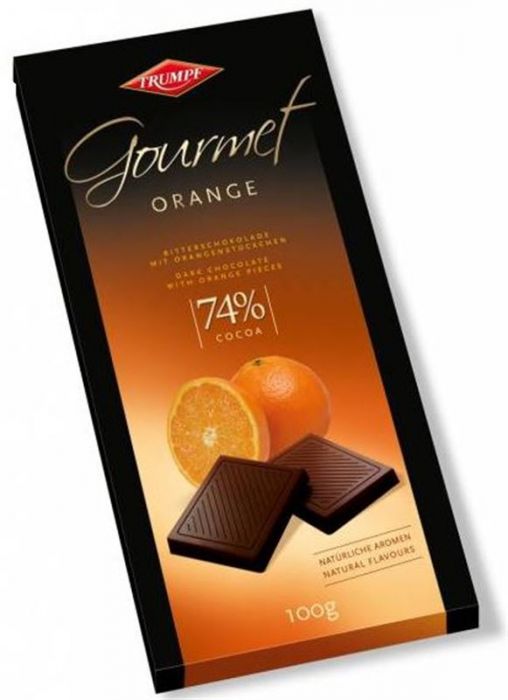 TRUMPF
Gourmet
ORANGE
BITTERSCHOKOLADE
MIT ORANGENSTÜCKCHEN
DARK CHOCOLATE
WITH ORANGE PIECES
74%
COCOA
NATÜRLICHE AROMEN
NATURAL FLAVOURS
100g